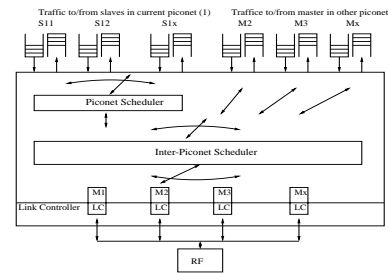 Traffic to/from slaves in current piconet (1) Traffice to/from master in other piconet
S11 S12 S1x M2 M3 Mx
Piconet Scheduler
Inter-Piconet Scheduler
M1 M2 M3 Mx
Link Controller LC LC LC LC
RF